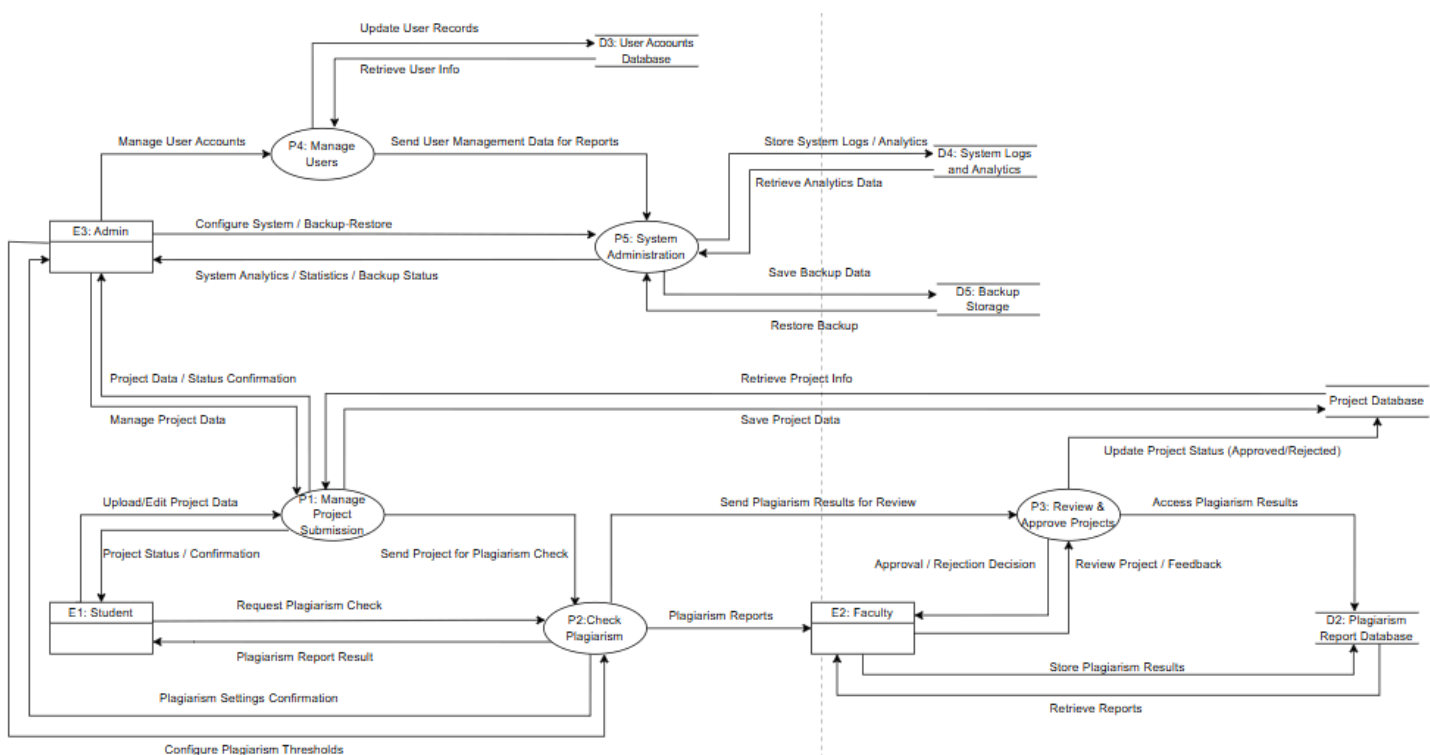 Update User Records
D3: User Accounts
Database
Retrieve User Info
Manage User Accounts
P4: Manage
Users
Send User Management Data for Reports
Store System Logs / Analytics
D4: System Logs
and Analytics
Retrieve Analytics Data
E3: Admin
Configure System / Backup-Restore
P5: System
Administration
System Analytics / Statistics / Backup Status
Save Backup Data
D5: Backup
Storage
Restore Backup
Project Data / Status Confirmation
Retrieve Project Info
Project Database
Manage Project Data
Save Project Data
Update Project Status (Approved/Rejected)
Upload/Edit Project Data
P1: Manage
Project
Submission
Send Plagiarism Results for Review
P3: Review &
Approve Projects
Access Plagiarism Results
Project Status / Confirmation
Send Project for Plagiarism Check
Approval / Rejection Decision
Review Project / Feedback
E1: Student
Request Plagiarism Check
P2:Check
Plagiarism
Plagiarism Reports
E2: Faculty
D2: Plagiarism
Report Database
Plagiarism Report Result
Store Plagiarism Results
Plagiarism Settings Confirmation
Retrieve Reports
Configure Plagiarism Thresholds